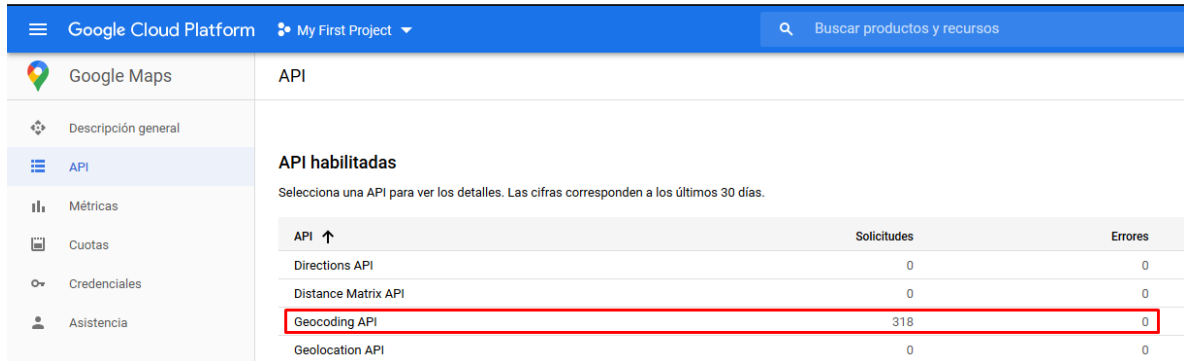 Google Cloud Platform My First Project Buscar productos y recursos
Google Maps API
Descripción general
API
Métricas
Cuotas
Credenciales
Asistencia
API habilitadas
Selecciona una API para ver los detalles. Las cifras corresponden a los últimos 30 días.
API Solicitudes Errores
Directions API 0 0
Distance Matrix API 0 0
Geocoding API 318 0
Geolocation API 0 0